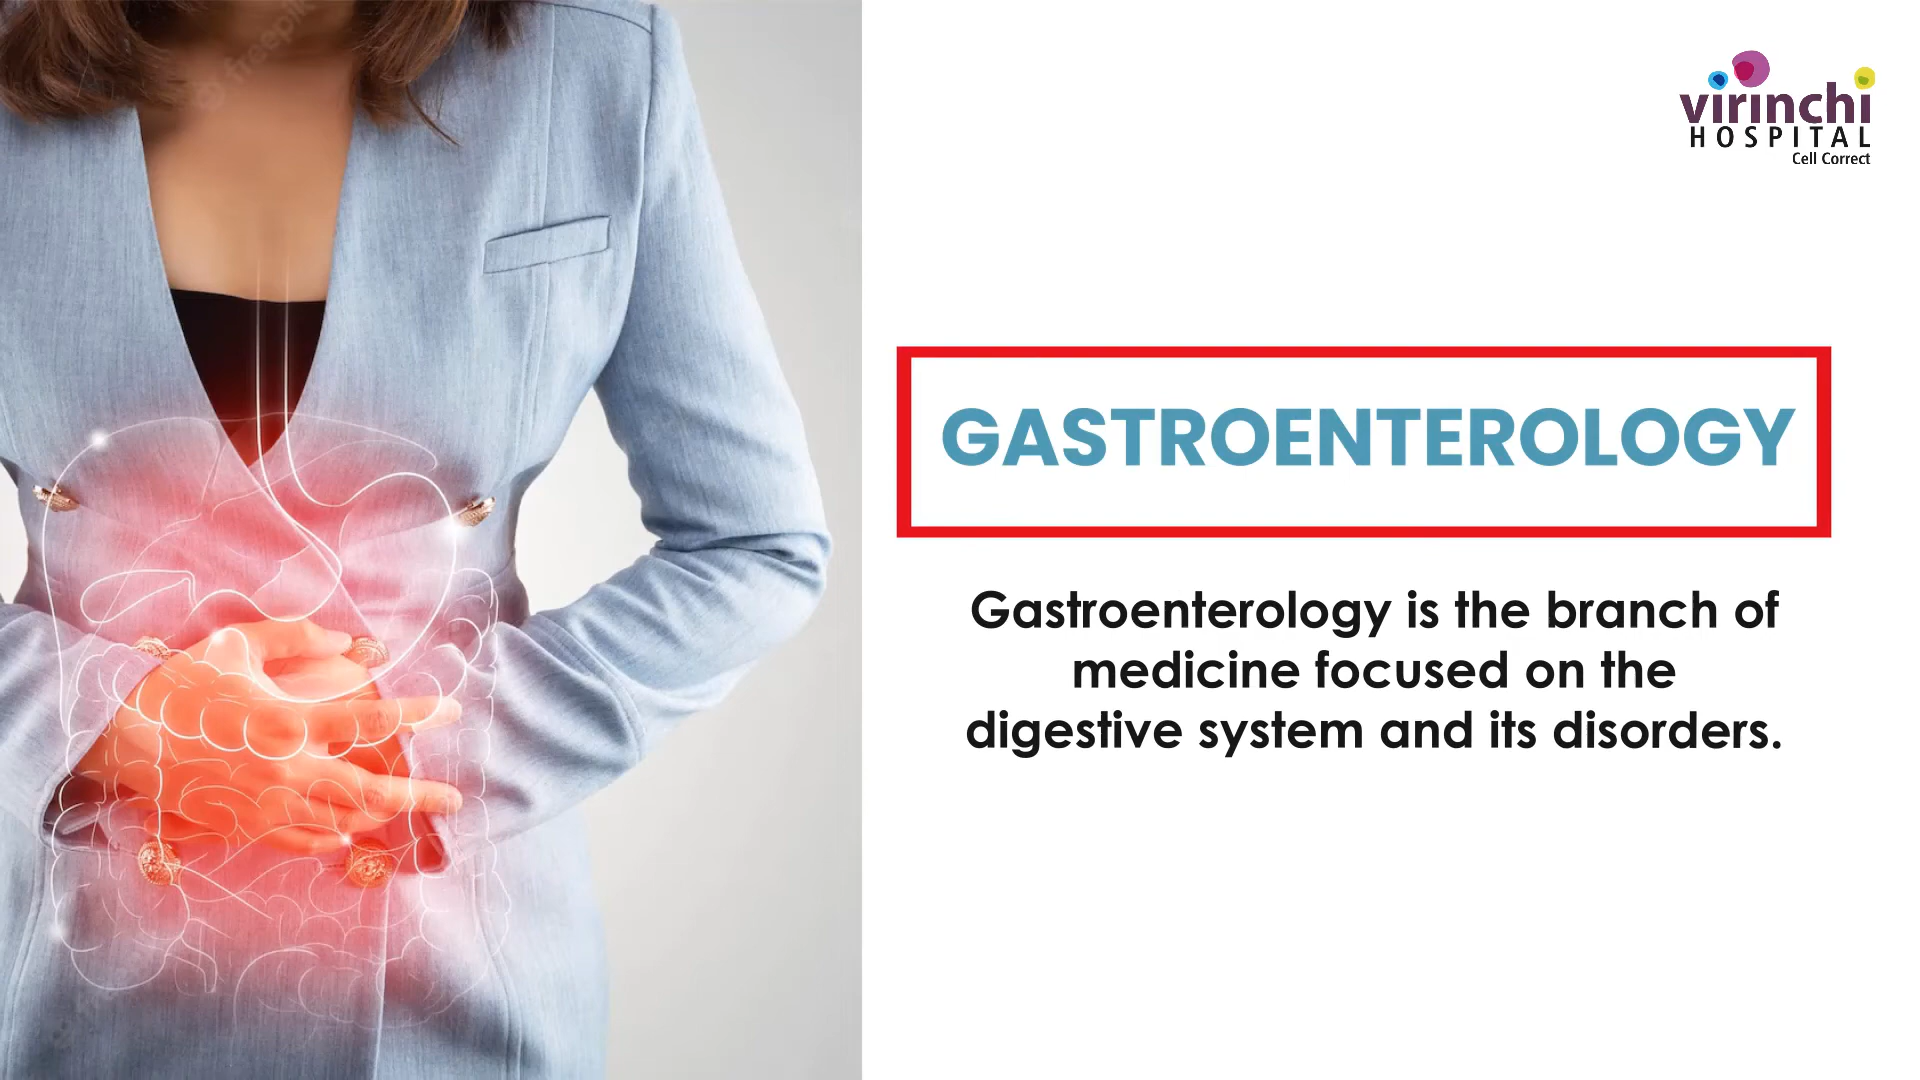 virinchi
HOSPITAL
Cell Correct
GASTROENTEROLOGY
Gastroenterology is the branch of
medicine focused on the
digestive system and its disorders.
freepik